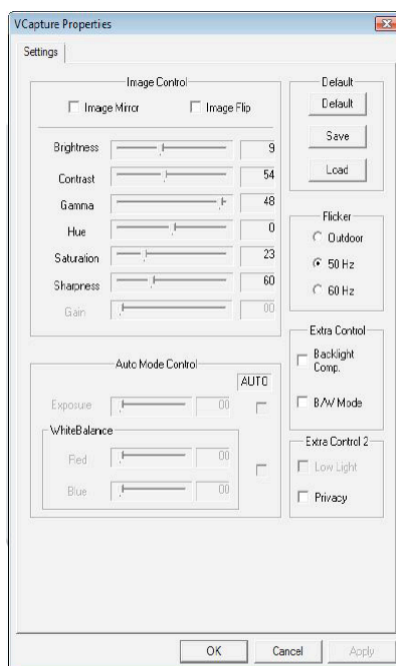 VCapture Properties
Settings
Image Control
Image Mirror
Image Flip
Brightness 9
Contrast 54
Gamma 48
Hue 0
Saturation 23
Sharpness 60
Gain 00
Default
Default
Save
Load
Flicker
Outdoor
50 Hz
60 Hz
Auto Mode Control
AUTO
Exposure 00
WhiteBalance
Red 00
Blue 00
Extra Control
Backlight
Comp.
B/W Mode
Extra Control 2
Low Light
Privacy
OK
Cancel
Apply